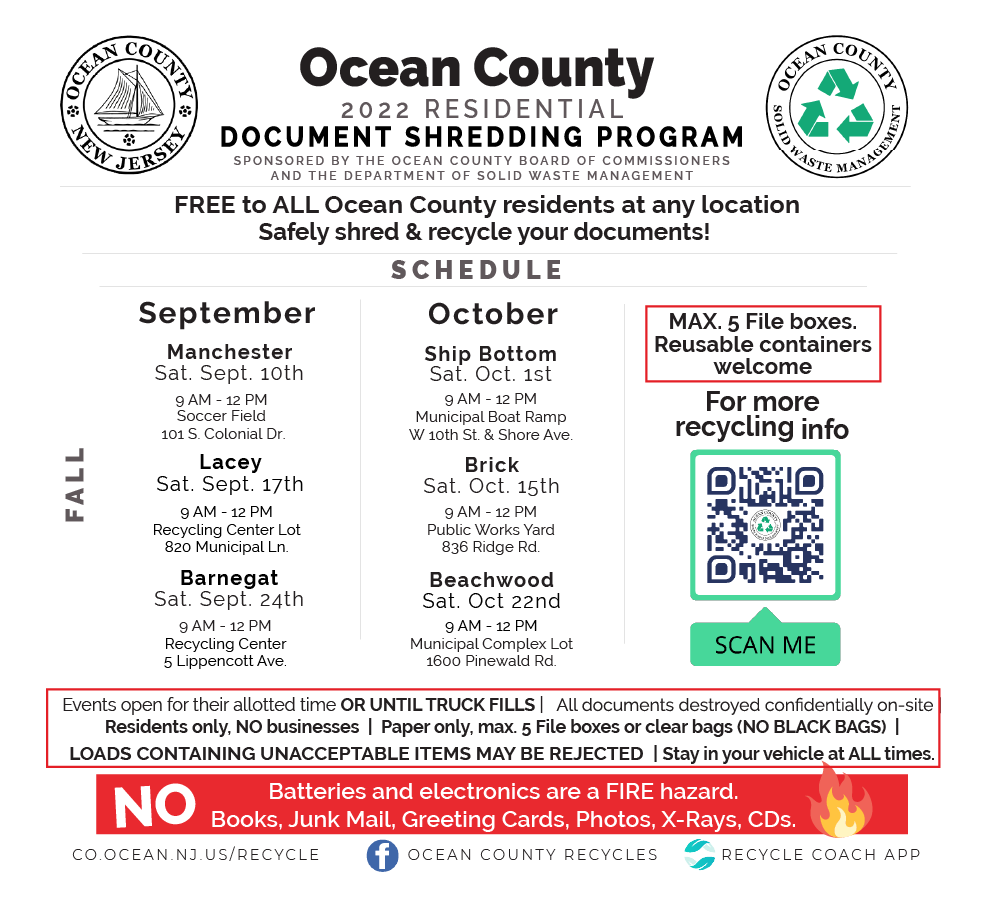 OCEAN COUNTY
NEW JERSEY
Ocean County
2022 RESIDENTIAL
DOCUMENT SHREDDING PROGRAM
SPONSORED BY THE OCEAN COUNTY BOARD OF COMMISSIONERS
AND THE DEPARTMENT OF SOLID WASTE MANAGEMENT
OCEAN COUNTY
SOLID WASTE MANAGEMENT
FREE to ALL Ocean County residents at any location
Safely shred & recycle your documents!
SCHEDULE
FALL
September
Manchester
Sat. Sept. 10th
9 AM - 12 PM
Soccer Field
101 S. Colonial Dr.
Lacey
Sat. Sept. 17th
9 AM - 12 PM
Recycling Center Lot
820 Municipal Ln.
Barnegat
Sat. Sept. 24th
9 AM - 12 PM
Recycling Center
5 Lippencott Ave.
October
Ship Bottom
Sat. Oct. 1st
9 AM - 12 PM
Municipal Boat Ramp
W 10th St. & Shore Ave.
Brick
Sat. Oct. 15th
9 AM - 12 PM
Public Works Yard
836 Ridge Rd.
Beachwood
Sat. Oct 22nd
9 AM - 12 PM
Municipal Complex Lot
1600 Pinewald Rd.
MAX. 5 File boxes.
Reusable containers
welcome
For more
recycling info
SCAN ME
Events open for their allotted time OR UNTIL TRUCK FILLS | All documents destroyed confidentially on-site |
Residents only, NO businesses | Paper only, max. 5 File boxes or clear bags (NO BLACK BAGS) |
LOADS CONTAINING UNACCEPTABLE ITEMS MAY BE REJECTED | Stay in your vehicle at ALL times.
NO
Batteries and electronics are a FIRE hazard.
Books, Junk Mail, Greeting Cards, Photos, X-Rays, CDs.
CO.OCEAN.NJ.US/RECYCLE
OCEAN COUNTY RECYCLES
RECYCLE COACH APP